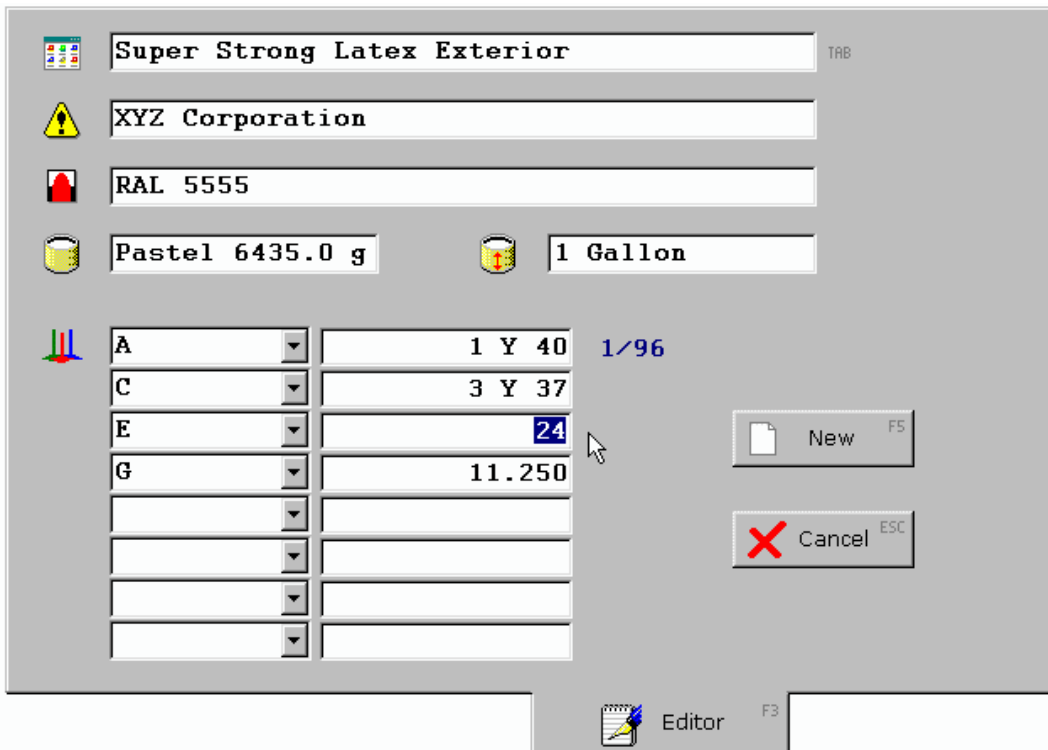 Super Strong Latex Exterior TAB
XYZ Corporation
RAL 5555
Pastel 6435.0 g 1 Gallon
A 1 Y 40 1/96
C 3 Y 37
E 24
New F5
G 11.250
Cancel ESC
Editor F3